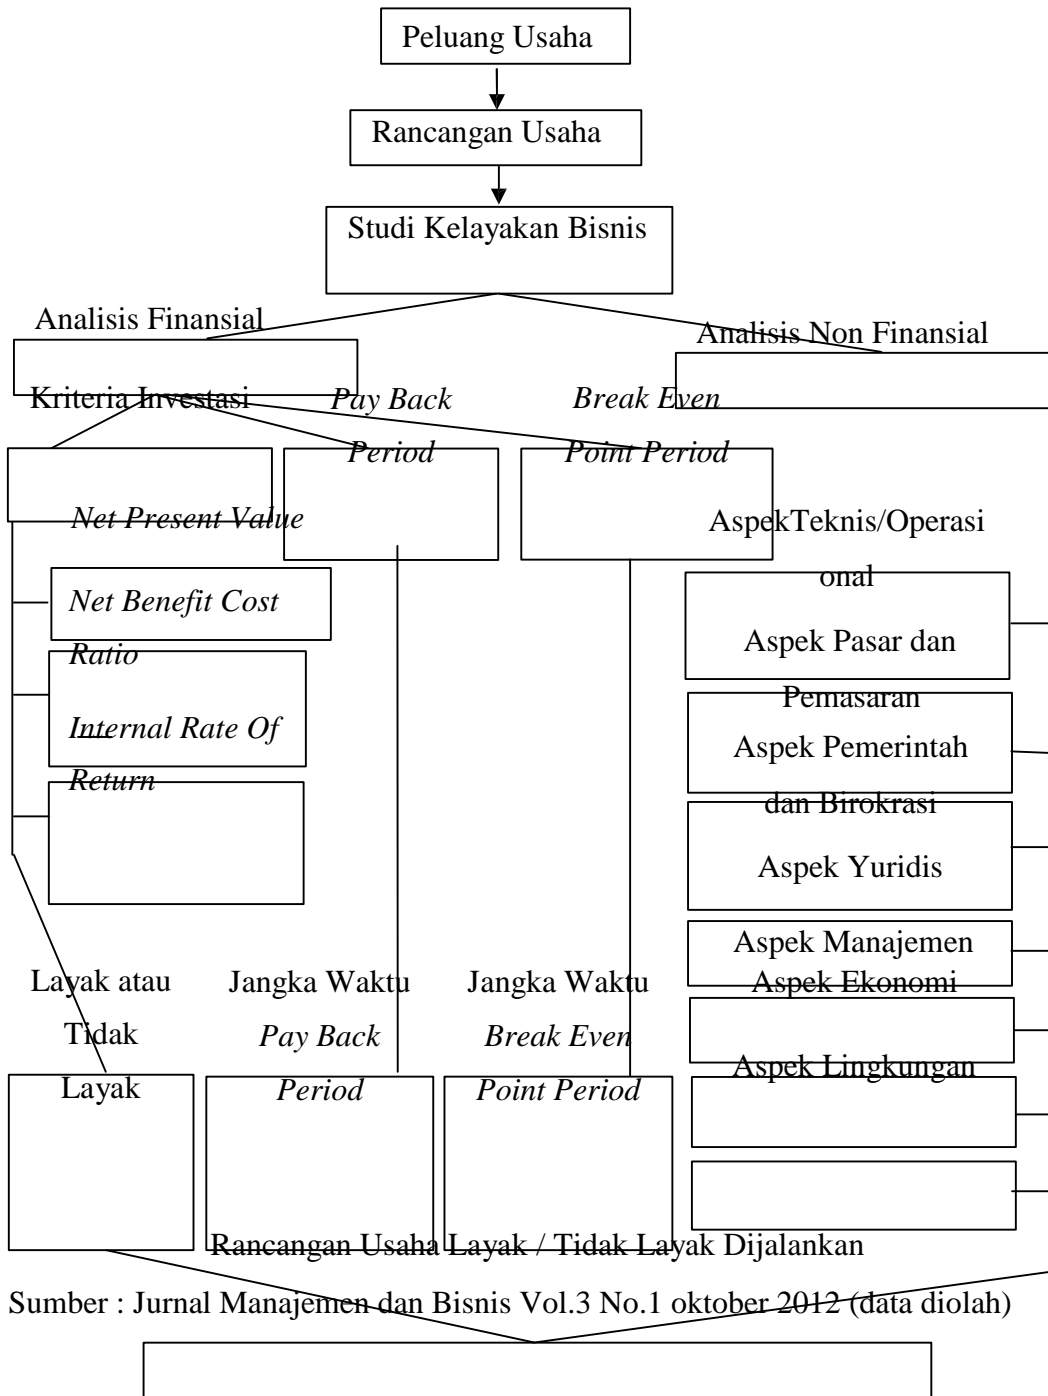 Peluang Usaha
Rancangan Usaha
Studi Kelayakan Bisnis
Analisis Finansial
Analisis Non Finansial
Kriteria Investasi
Pay Back
Period
Break Even
Point Period
Net Present Value
Net Benefit Cost
Ratio
Internal Rate Of
Return
AspekTeknis/Operasi
onal
Aspek Pasar dan
Pemasaran
Aspek Pemerintah
dan Birokrasi
Aspek Yuridis
Aspek Manajemen
Aspek Ekonomi
Aspek Lingkungan
Layak atau
Tidak
Layak
Jangka Waktu
Pay Back
Period
Jangka Waktu
Break Even
Point Period
Rancangan Usaha Layak / Tidak Layak Dijalankan
Sumber : Jurnal Manajemen dan Bisnis Vol.3 No.1 oktober 2012 (data diolah)